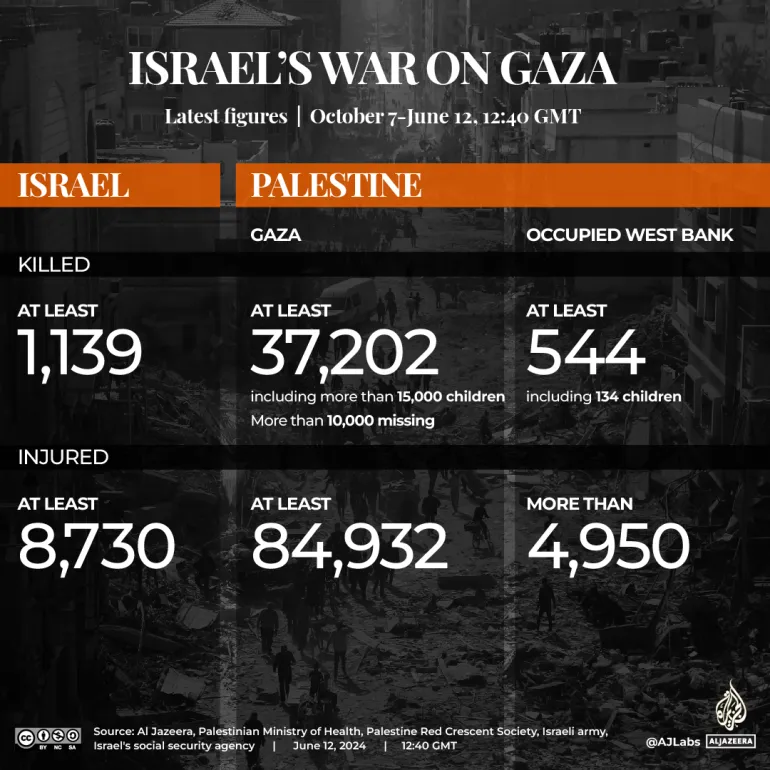 ISRAEL'S WAR ON GAZA
Latest figures | October 7-June 12, 12:40 GMT
ISRAEL
PALESTINE
GAZA
OCCUPIED WEST BANK
KILLED
AT LEAST
1,139
AT LEAST
37,202
including more than 15,000 children
More than 10,000 missing
AT LEAST
544
including 134 children
INJURED
AT LEAST
8,730
AT LEAST
84,932
MORE THAN
4,950
CC BY NC SA
Source: Al Jazeera, Palestinian Ministry of Health, Palestine Red Crescent Society, Israeli army,
Israel's social security agency | June 12, 2024 | 12:40 GMT
@AJLabs
ALJAZEERA